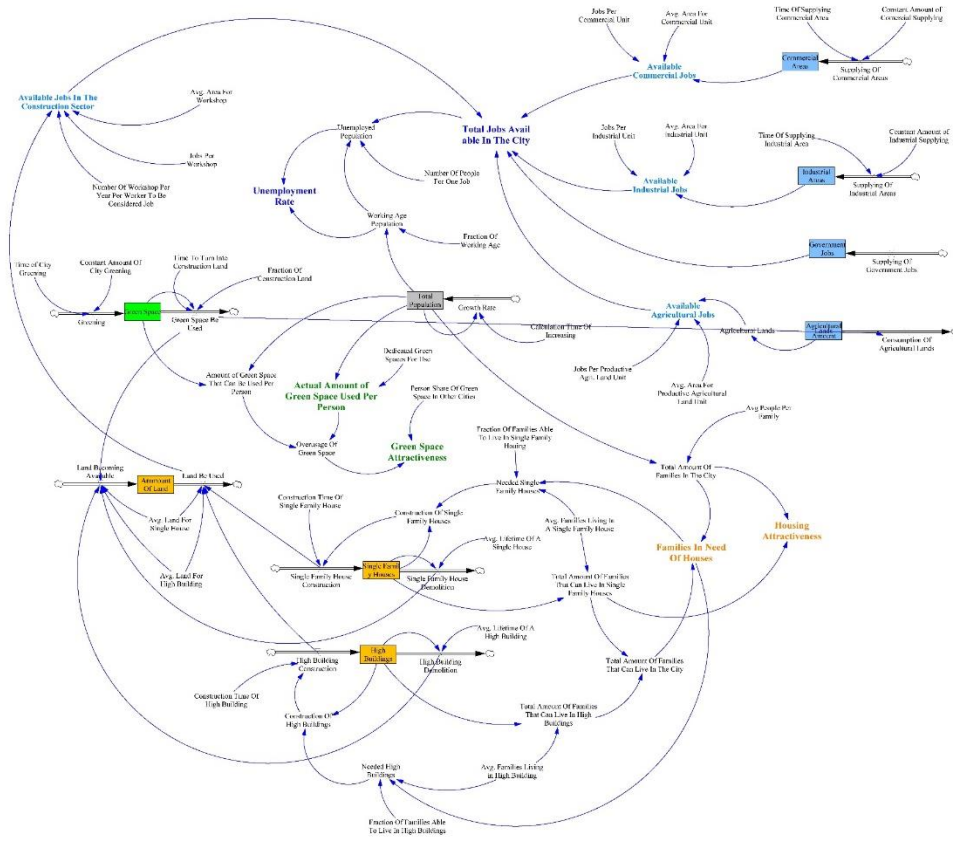 Jobs Per
Commercial Unit
Avg. Area For
Commercial Unit
Time Of Supplying
Commercial Area
Constant Amount of
Comercial Supplying
Available
Commercial Jobs
Commercial
Areas
Supplying Of
Commercial Areas
Available Jobs In The
Construction Sector
Avg. Area For
Workshop
Jobs Per
Workshop
Number Of Workshop Per
Year Per Worker To Be
Considered Job
Unemployed
Population
Total Jobs Avail
able In The City
Number Of People
For One Job
Unemployment
Rate
Working Age
Population
Fraction Of
Working Age
Jobs Per
Industrial Unit
Avg. Area For
Industrial Unit
Time Of Supplying
Industrial Area
Constant Amount of
Industrial Supplying
Available
Industrial Jobs
Industrial
Areas
Supplying Of
Industrial Areas
Government
Jobs
Supplying Of
Government Jobs
Time of City
Greening
Constant Amount Of
City Greening
Time To Turn Into
Construction Land
Fraction Of
Construction Land
Greening
Green Space
Green Space Be
Used
Total
Population
Growth Rate
Calculation Time Of
Increasing
Available
Agricultural Jobs
Agricultural Lands
Agricultural
Lands
Amount
Consumption Of
Agricultural Lands
Jobs Per Productive
Agri. Land Unit
Avg. Area For
Productive Agricultural
Land Unit
Amount of Green Space
That Can Be Used Per
Person
Dedicated Green
Spaces For Use
Actual Amount of
Green Space Used Per
Person
Person Share Of Green
Space In Other Cities
Overusage Of
Green Space
Green Space
Attractiveness
Avg People Per
Family
Fraction Of Families Able
To Live In Single Family
Total Amount Of
Families In The City
Land Becoming
Available
Amount
Of Land
Land Be Used
Avg. Land For
Single House
Avg. Land For
High Building
Construction Time Of
Single Family House
Needed Single
Family Houses
Construction Of Single
Family Houses
Avg. Families Living In
A Single Family House
Families In Need
Of Houses
Housing
Attractiveness
Avg. Lifetime Of A
Single House
Single Family House
Construction
Single Fami
ly Houses
Single Family House
Demolition
Total Amount Of Families
That Can Live In Single
Family Houses
Avg. Lifetime Of A
High Building
High Building
Construction
High
Buildings
High Building
Demolition
Total Amount Of Families
That Can Live In The City
Construction Time Of
High Building
Construction Of
High Buildings
Total Amount Of Families
That Can Live In High
Buildings
Needed High
Buildings
Avg. Families Living
in High Building
Fraction Of Families Able
To Live In High Buildings